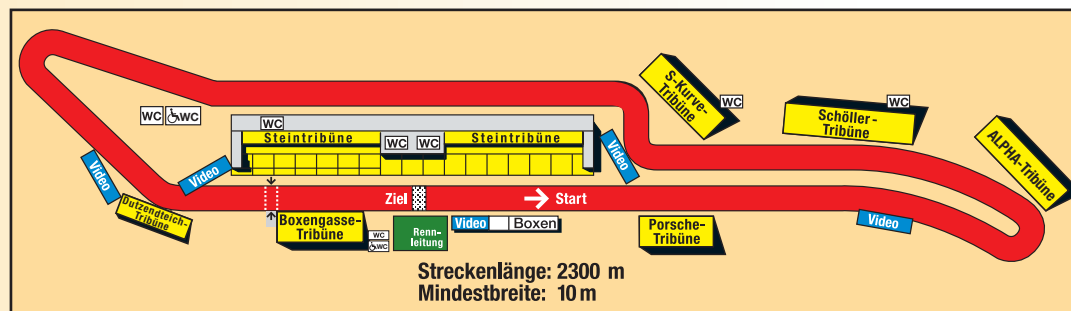 S-Kurve-
Tribüne
WC
WC
Schöller-
Tribüne
ALPHA-Tribüne
WC
WC
WC
Steintribüne
WC
WC
Steintribüne
Video
Video
Video
Dutzendteich-
Tribüne
Ziel
Start
Boxengasse-
Tribüne
WC
WC
Renn-
leitung
Video
Boxen
Porsche-
Tribüne
Video
Streckenlänge: 2300 m
Mindestbreite: 10 m